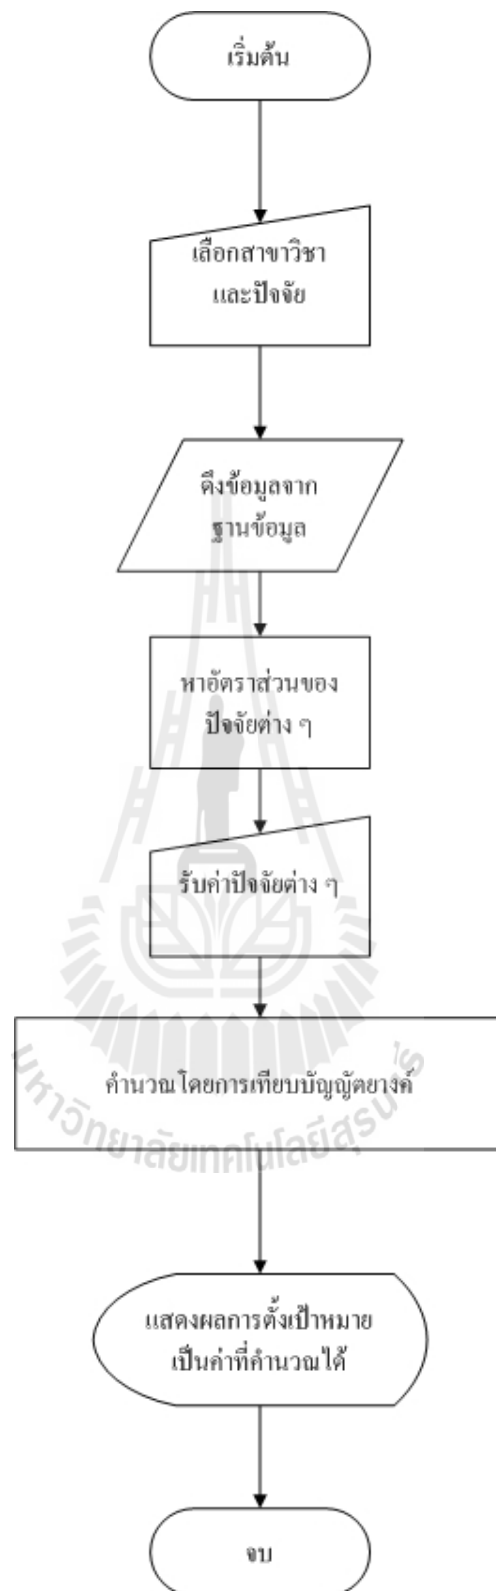 เริ่มต้น
เลือกสาขาวิชา
และปัจจัย
ดึงข้อมูลจาก
ฐานข้อมูล
หาอัตราส่วนของ
ปัจจัยต่าง ๆ
รับค่าปัจจัยต่าง ๆ
คำนวณโดยการเทียบบัญญัตยางค์
มหาวิทยาลัยเทคโนโลยีสุรนารี
แสดงผลการตั้งเป้าหมาย
เป็นค่าที่คำนวณได้
จบ